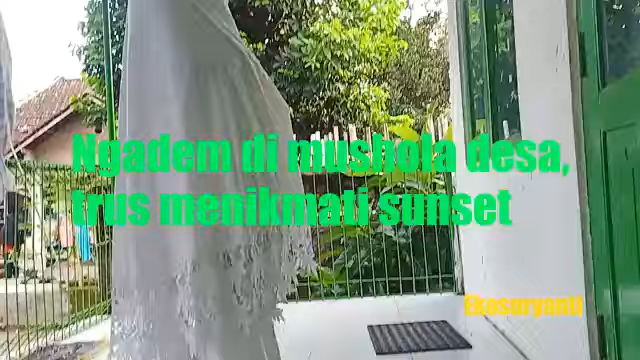 Ngadem di mushola desa,
trus menikmati sunset
Ekosuryanti